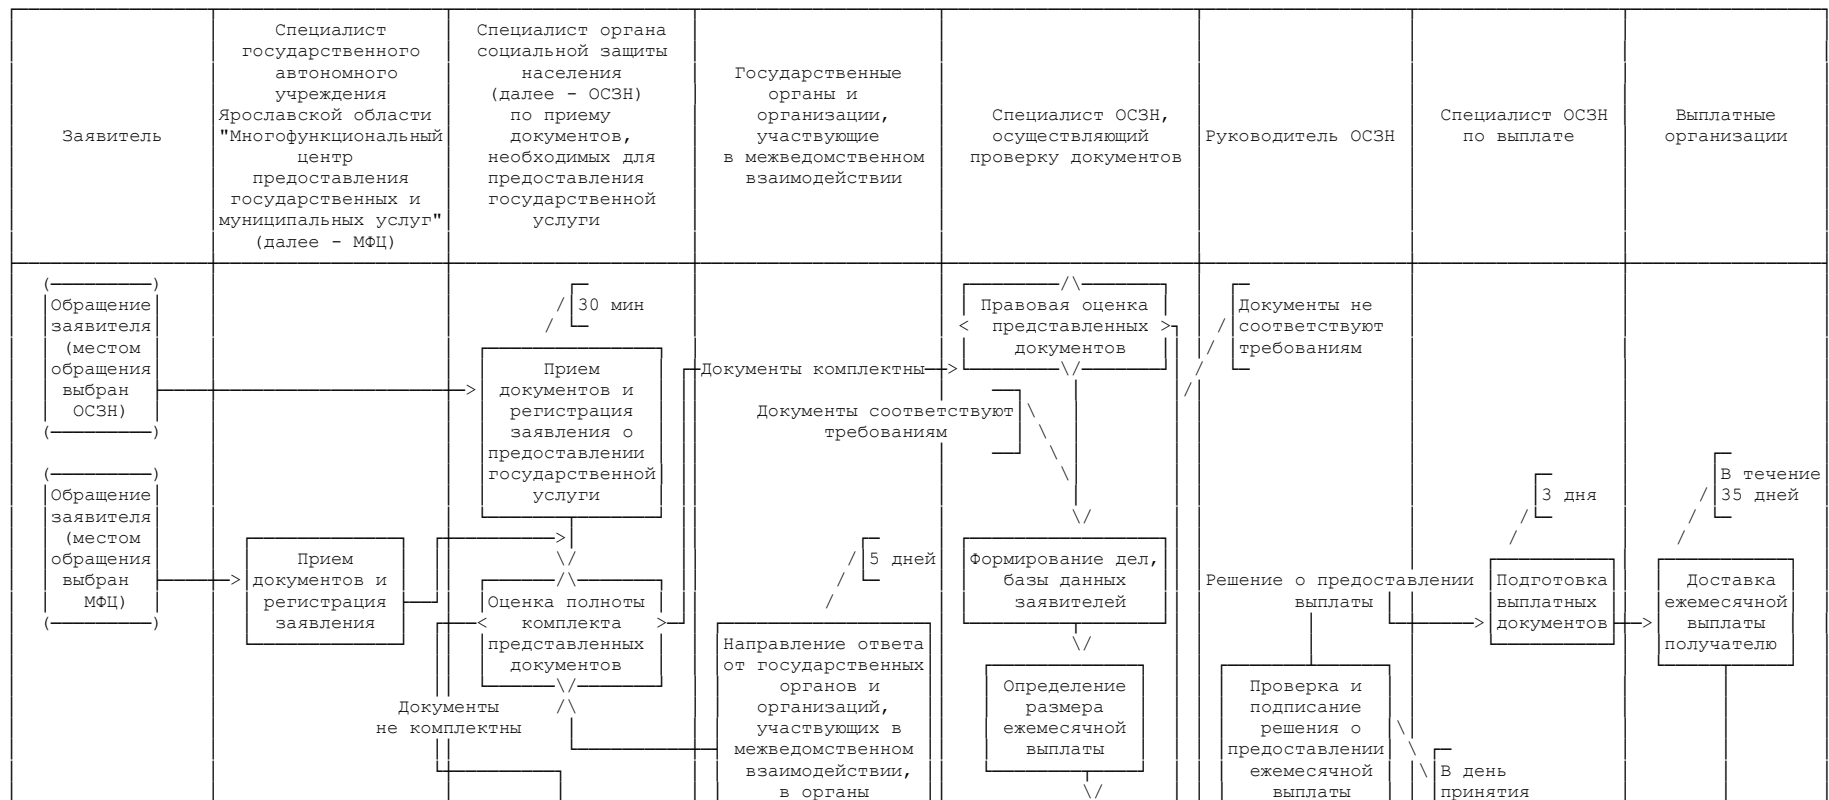 Заявитель
Специалист
государственного
автономного
учреждения
Ярославской области
"Многофункциональный
центр
предоставления
государственных и
муниципальных услуг"
(далее - МФЦ)
Специалист органа
социальной защиты
населения
(далее - ОСЗН)
по приему
документов,
необходимых для
предоставления
государственной
услуги
Государственные
органы и
организации,
участвующие
в межведомственном
взаимодействии
Специалист ОСЗН,
осуществляющий
проверку документов
Руководитель ОСЗН
Специалист ОСЗН
по выплате
Выплатные
организации
Обращение
заявителя
(местом
обращения
выбран
ОСЗН)
30 мин
Прием
документов и
регистрация
заявления о
предоставлении
государственной
услуги
Документы комплектны
Правовая оценка
представленных
документов
Документы не
соответствуют
требованиям
Документы соответствуют
требованиям
Обращение
заявителя
(местом
обращения
выбран
МФЦ)
Прием
документов и
регистрация
заявления
Оценка полноты
комплекта
представленных
документов
Документы
не комплектны
5 дней
Направление ответа
от государственных
органов и
организаций,
участвующих в
межведомственном
взаимодействии,
в органы
Формирование дел,
базы данных
заявителей
Определение
размера
ежемесячной
выплаты
Решение о предоставлении
выплаты
Проверка и
подписание
решения о
предоставлении
ежемесячной
выплаты
В день
принятия
3 дня
Подготовка
выплатных
документов
В течение
35 дней
Доставка
ежемесячной
выплаты
получателю